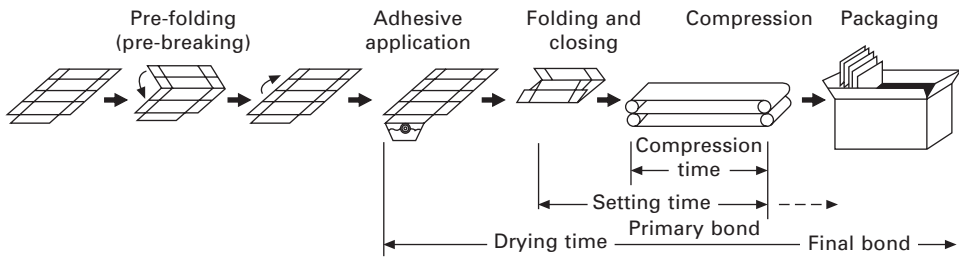 Pre-folding
(pre-breaking)
Adhesive
application
Folding and
closing
Compression
Packaging
Compression
time
Setting time
Primary bond
Drying time
Final bond